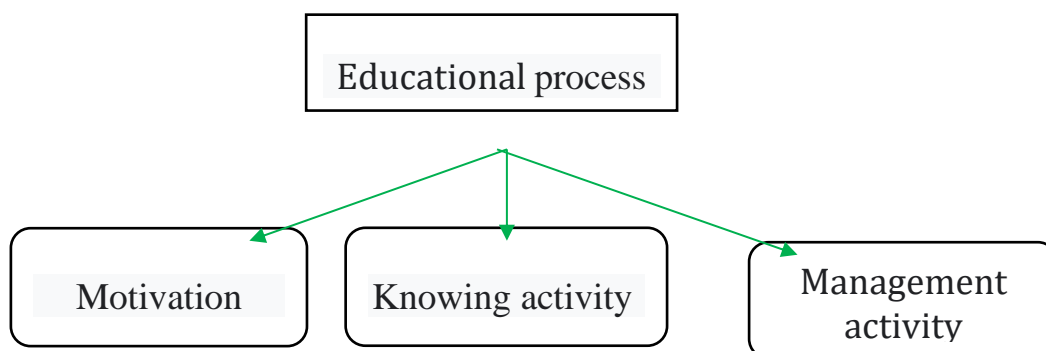 Educational process
Motivation
Knowing activity
Management
activity